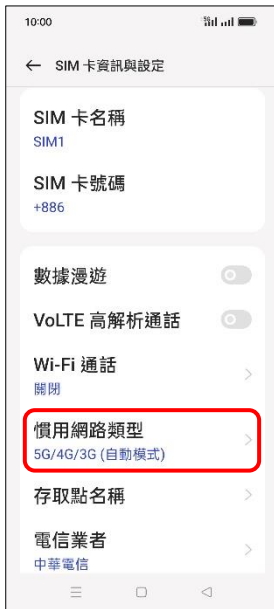 10:00
5G
← SIM 卡資訊與設定
SIM 卡名稱
SIM1
SIM 卡號碼
+886
數據漫遊
VoLTE 高解析通話
Wi-Fi 通話
關閉
慣用網路類型
5G/4G/3G (自動模式)
存取點名稱
電信業者
中華電信